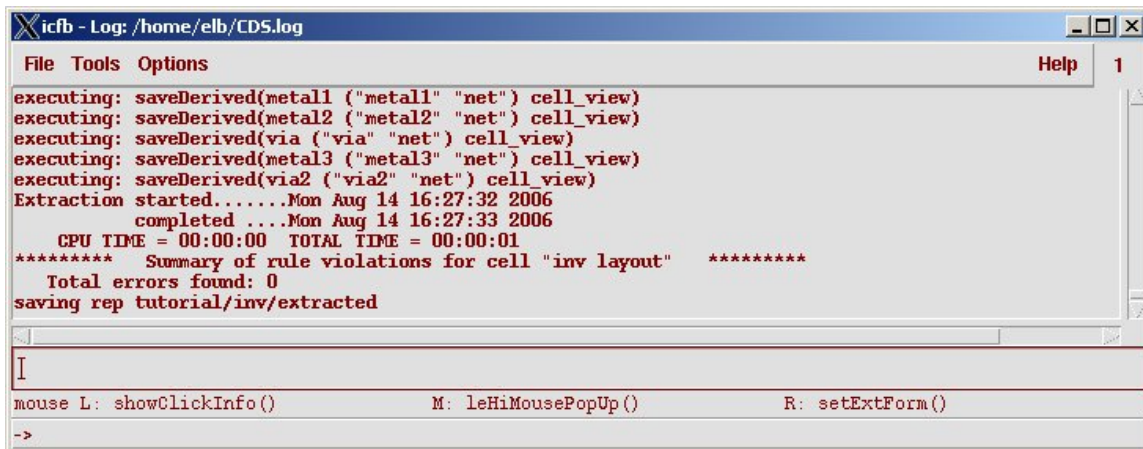 icfb - Log: /home/elb/CDS.log
File Tools Options Help 1
executing: saveDerived(metal1 ("metal1" "net") cell_view)
executing: saveDerived(metal2 ("metal2" "net") cell_view)
executing: saveDerived(via ("via" "net") cell_view)
executing: saveDerived(metal3 ("metal3" "net") cell_view)
executing: saveDerived(via2 ("via2" "net") cell_view)
Extraction started.......Mon Aug 14 16:27:32 2006
completed ....Mon Aug 14 16:27:33 2006
CPU TIME = 00:00:00 TOTAL TIME = 00:00:01
********* Summary of rule violations for cell "inv layout" *********
Total errors found: 0
saving rep tutorial/inv/extracted
mouse L: showClickInfo() M: leHiMousePopUp() R: setExtForm()
->